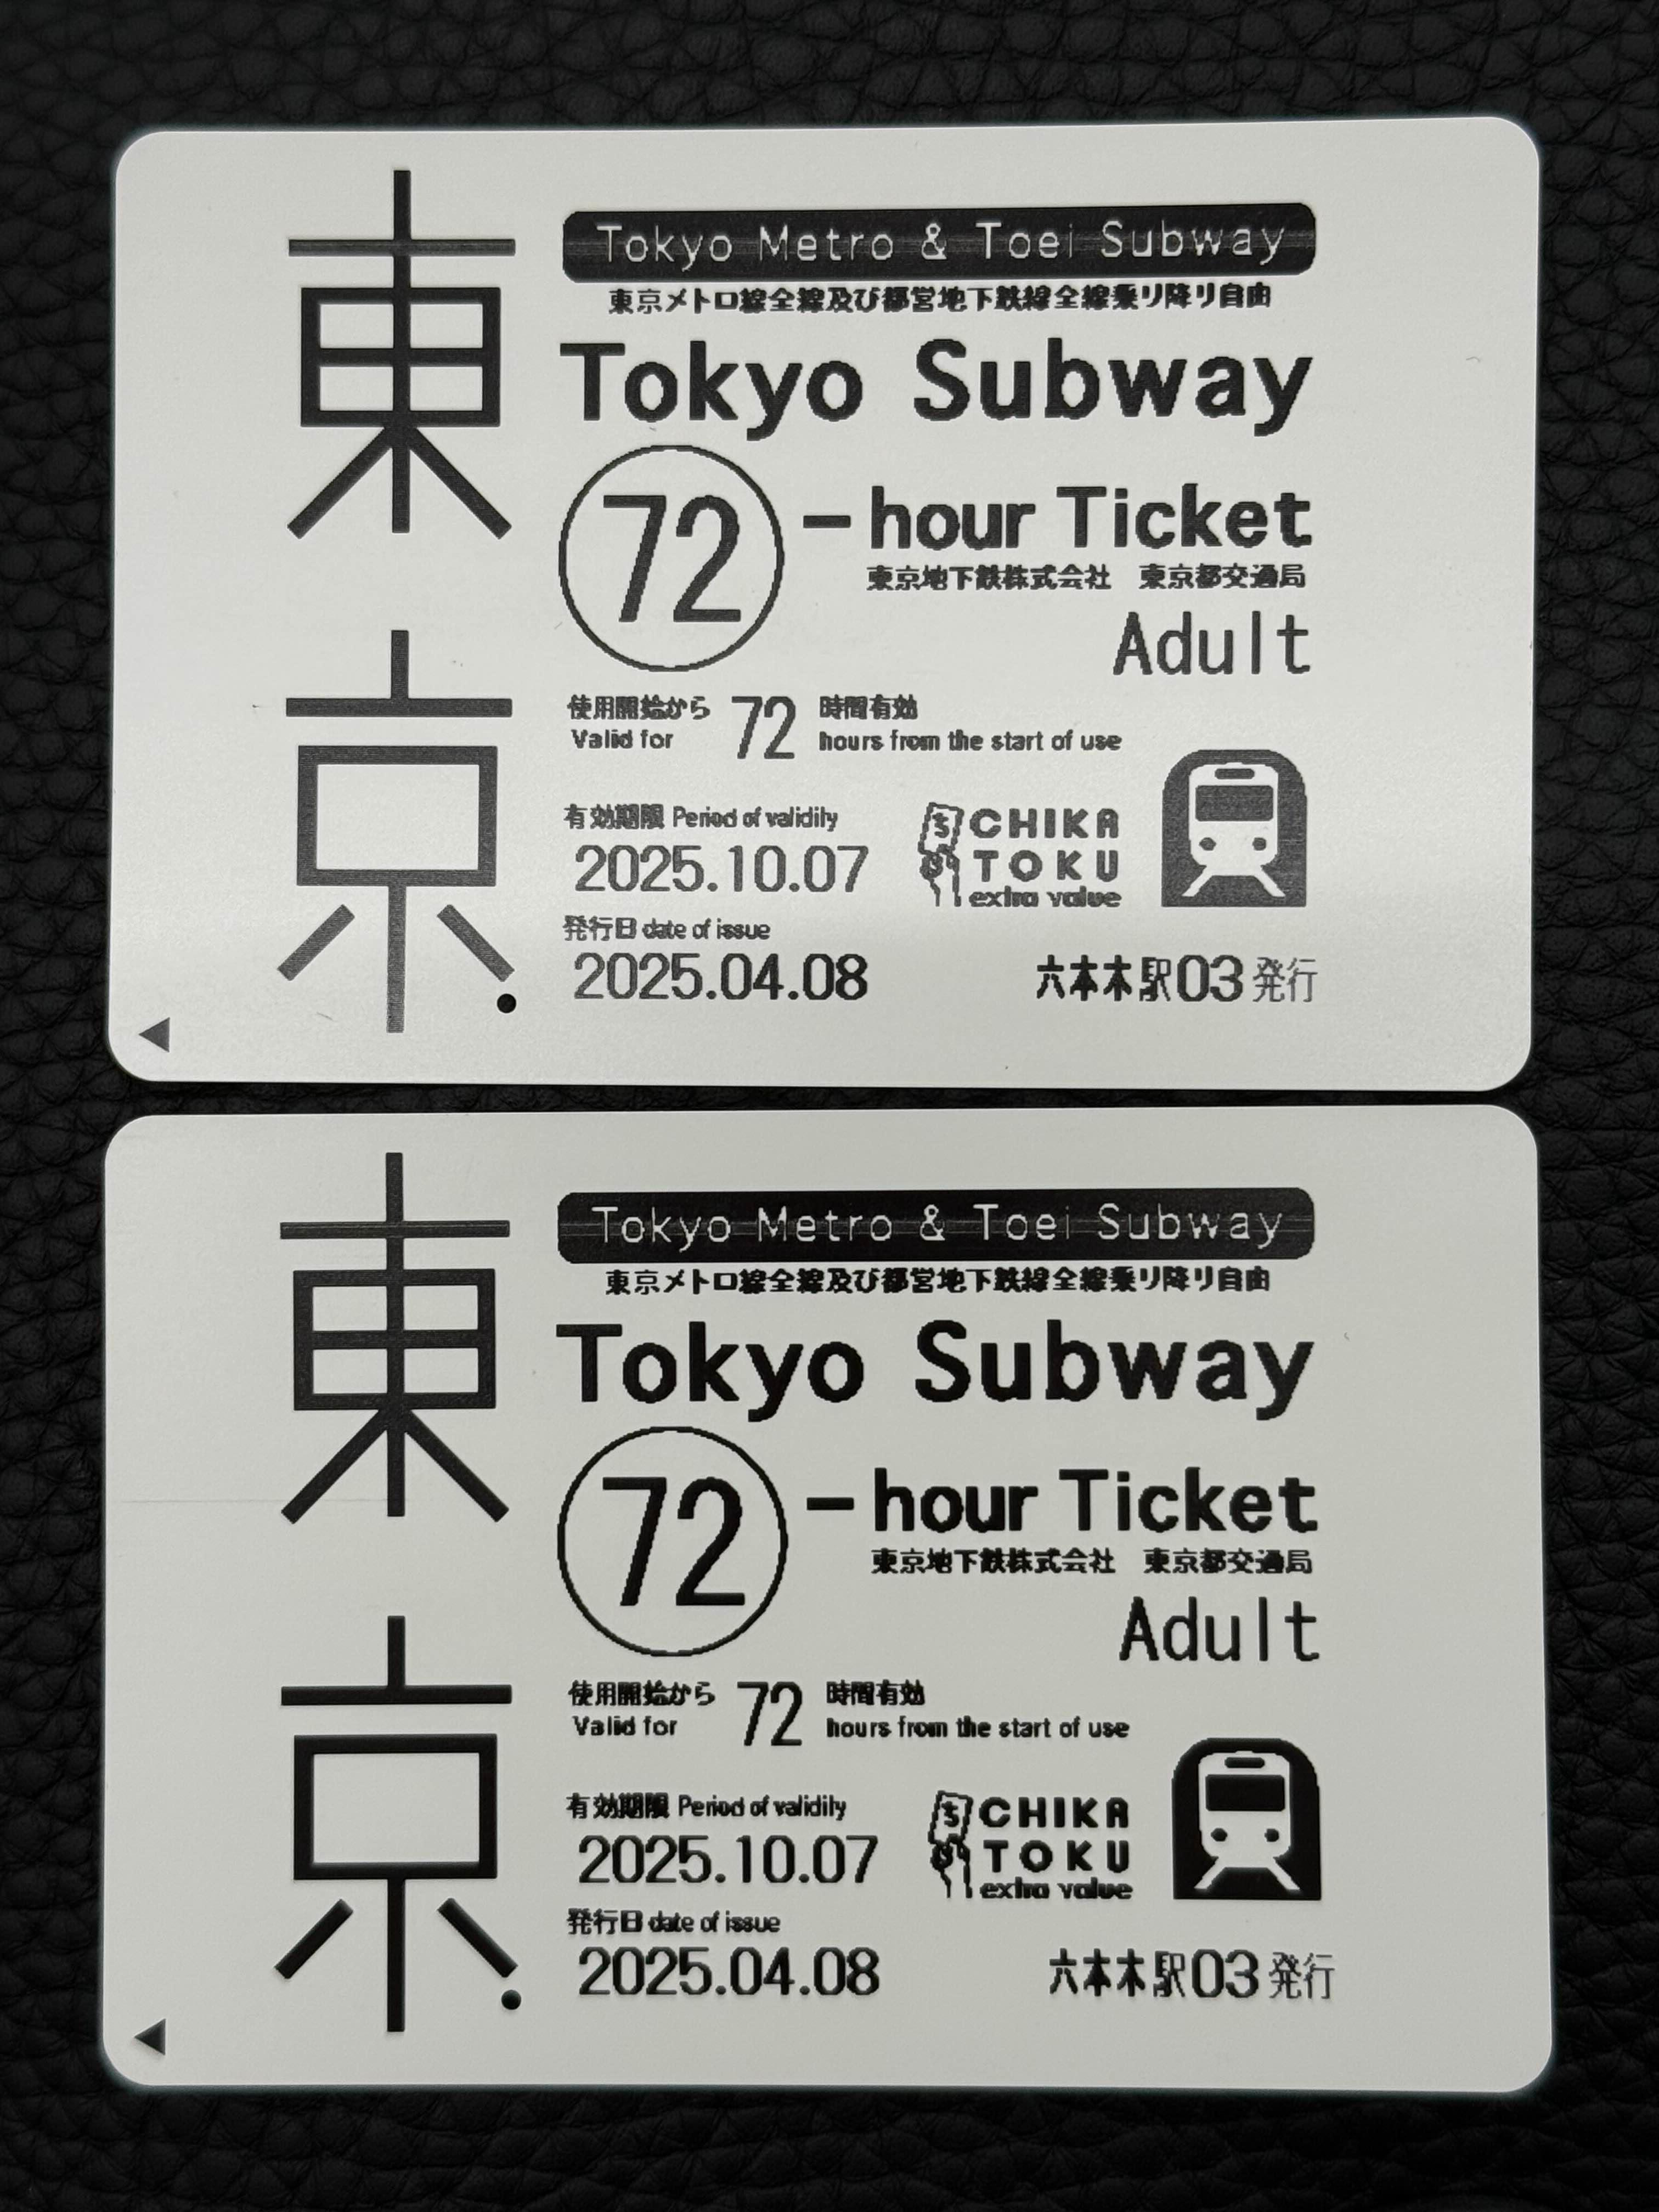 東京
Tokyo Metro & Toei Subway
東京メトロ線全線及び都営地下鉄線全線乗り降り自由
Tokyo Subway
72-hour Ticket
東京地下鉄株式会社 東京都交通局
Adult
使用開始から 72 時間有効
Valid for hours from the start of use
有効期限 Period of validity
2025.10.07
ち CHIKA
TOKU
extra value
発行日 date of issue
2025.04.08
六本木駅03発行
東京
Tokyo Metro & Toei Subway
東京メトロ線全線及び都営地下鉄線全線乗り降り自由
Tokyo Subway
72-hour Ticket
東京地下鉄株式会社 東京都交通局
Adult
使用開始から 72 時間有効
Valid for hours from the start of use
有効期限 Period of validity
2025.10.07
ち CHIKA
TOKU
extra value
発行日 date of issue
2025.04.08
六本木駅03発行